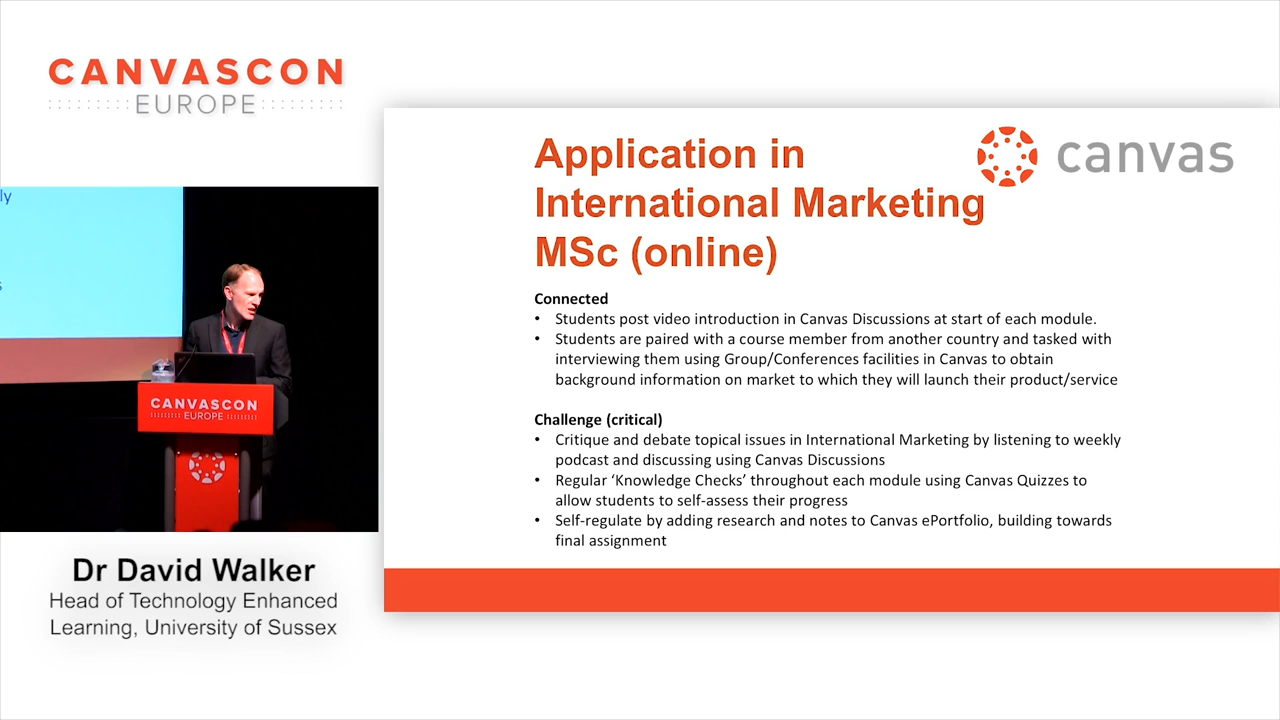 CANVASCON
EUROPE
ly
s
CANVASCON
EUROPE
Dr David Walker
Head of Technology Enhanced
Learning, University of Sussex
canvas
Application in
International Marketing
MSc (online)
Connected
• Students post video introduction in Canvas Discussions at start of each module.
• Students are paired with a course member from another country and tasked with
interviewing them using Group/Conferences facilities in Canvas to obtain
background information on market to which they will launch their product/service
Challenge (critical)
• Critique and debate topical issues in International Marketing by listening to weekly
podcast and discussing using Canvas Discussions
• Regular ‘Knowledge Checks’ throughout each module using Canvas Quizzes to
allow students to self-assess their progress
• Self-regulate by adding research and notes to Canvas ePortfolio, building towards
final assignment